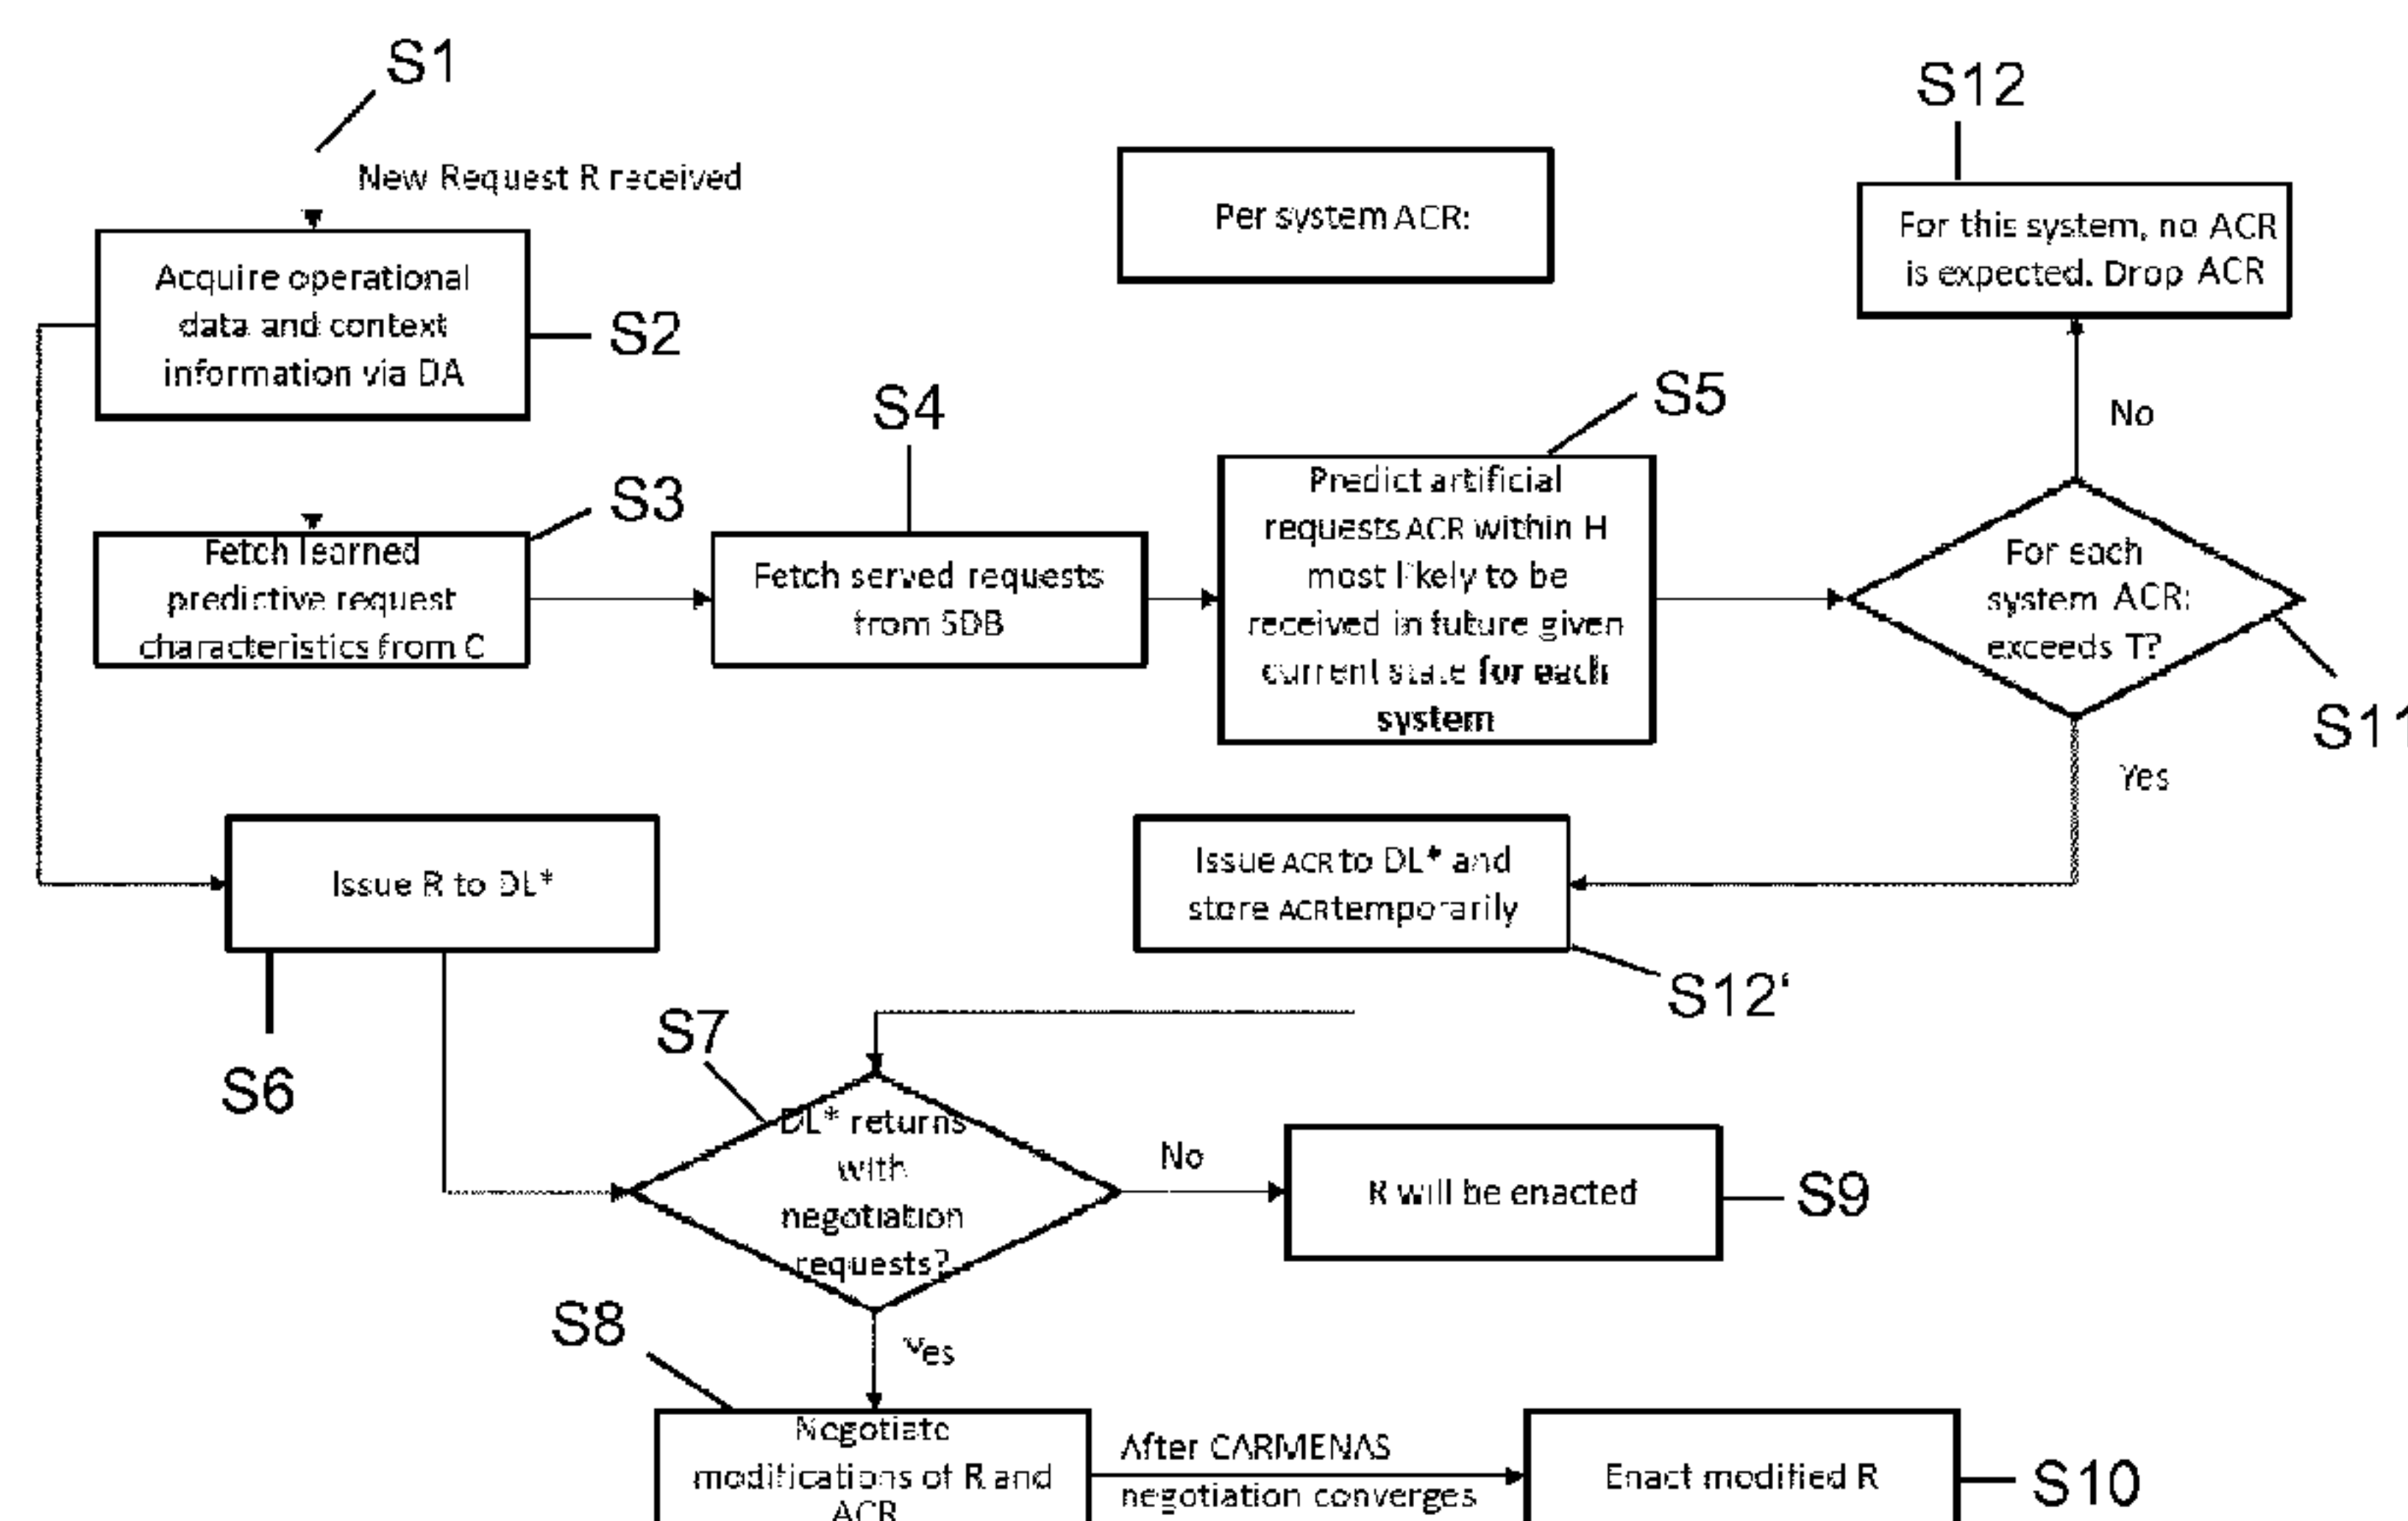 S1
New Request R received
Acquire operational
data and context
information via DA
S2
Per system ACR:
S12
For this system, no ACR
is expected. Drop ACR
No
S3
Fetch learned
predictive request
characteristics from C
S4
Fetch served requests
from SDB
S5
Predict artificial
requests ACR within H
most likely to be
received in future given
current state for each
system
For each
system ACR:
exceeds T?
S11
Yes
Issue R to DL*
S6
Issue ACR to DL* and
store ACR temporarily
S12'
S7
DL* returns
with
negotiation
requests?
No
R will be enacted
S9
S8
Yes
Negotiate
modifications of R and
ACR
After CARMENAS
negotiation converges
Enact modified R
S10